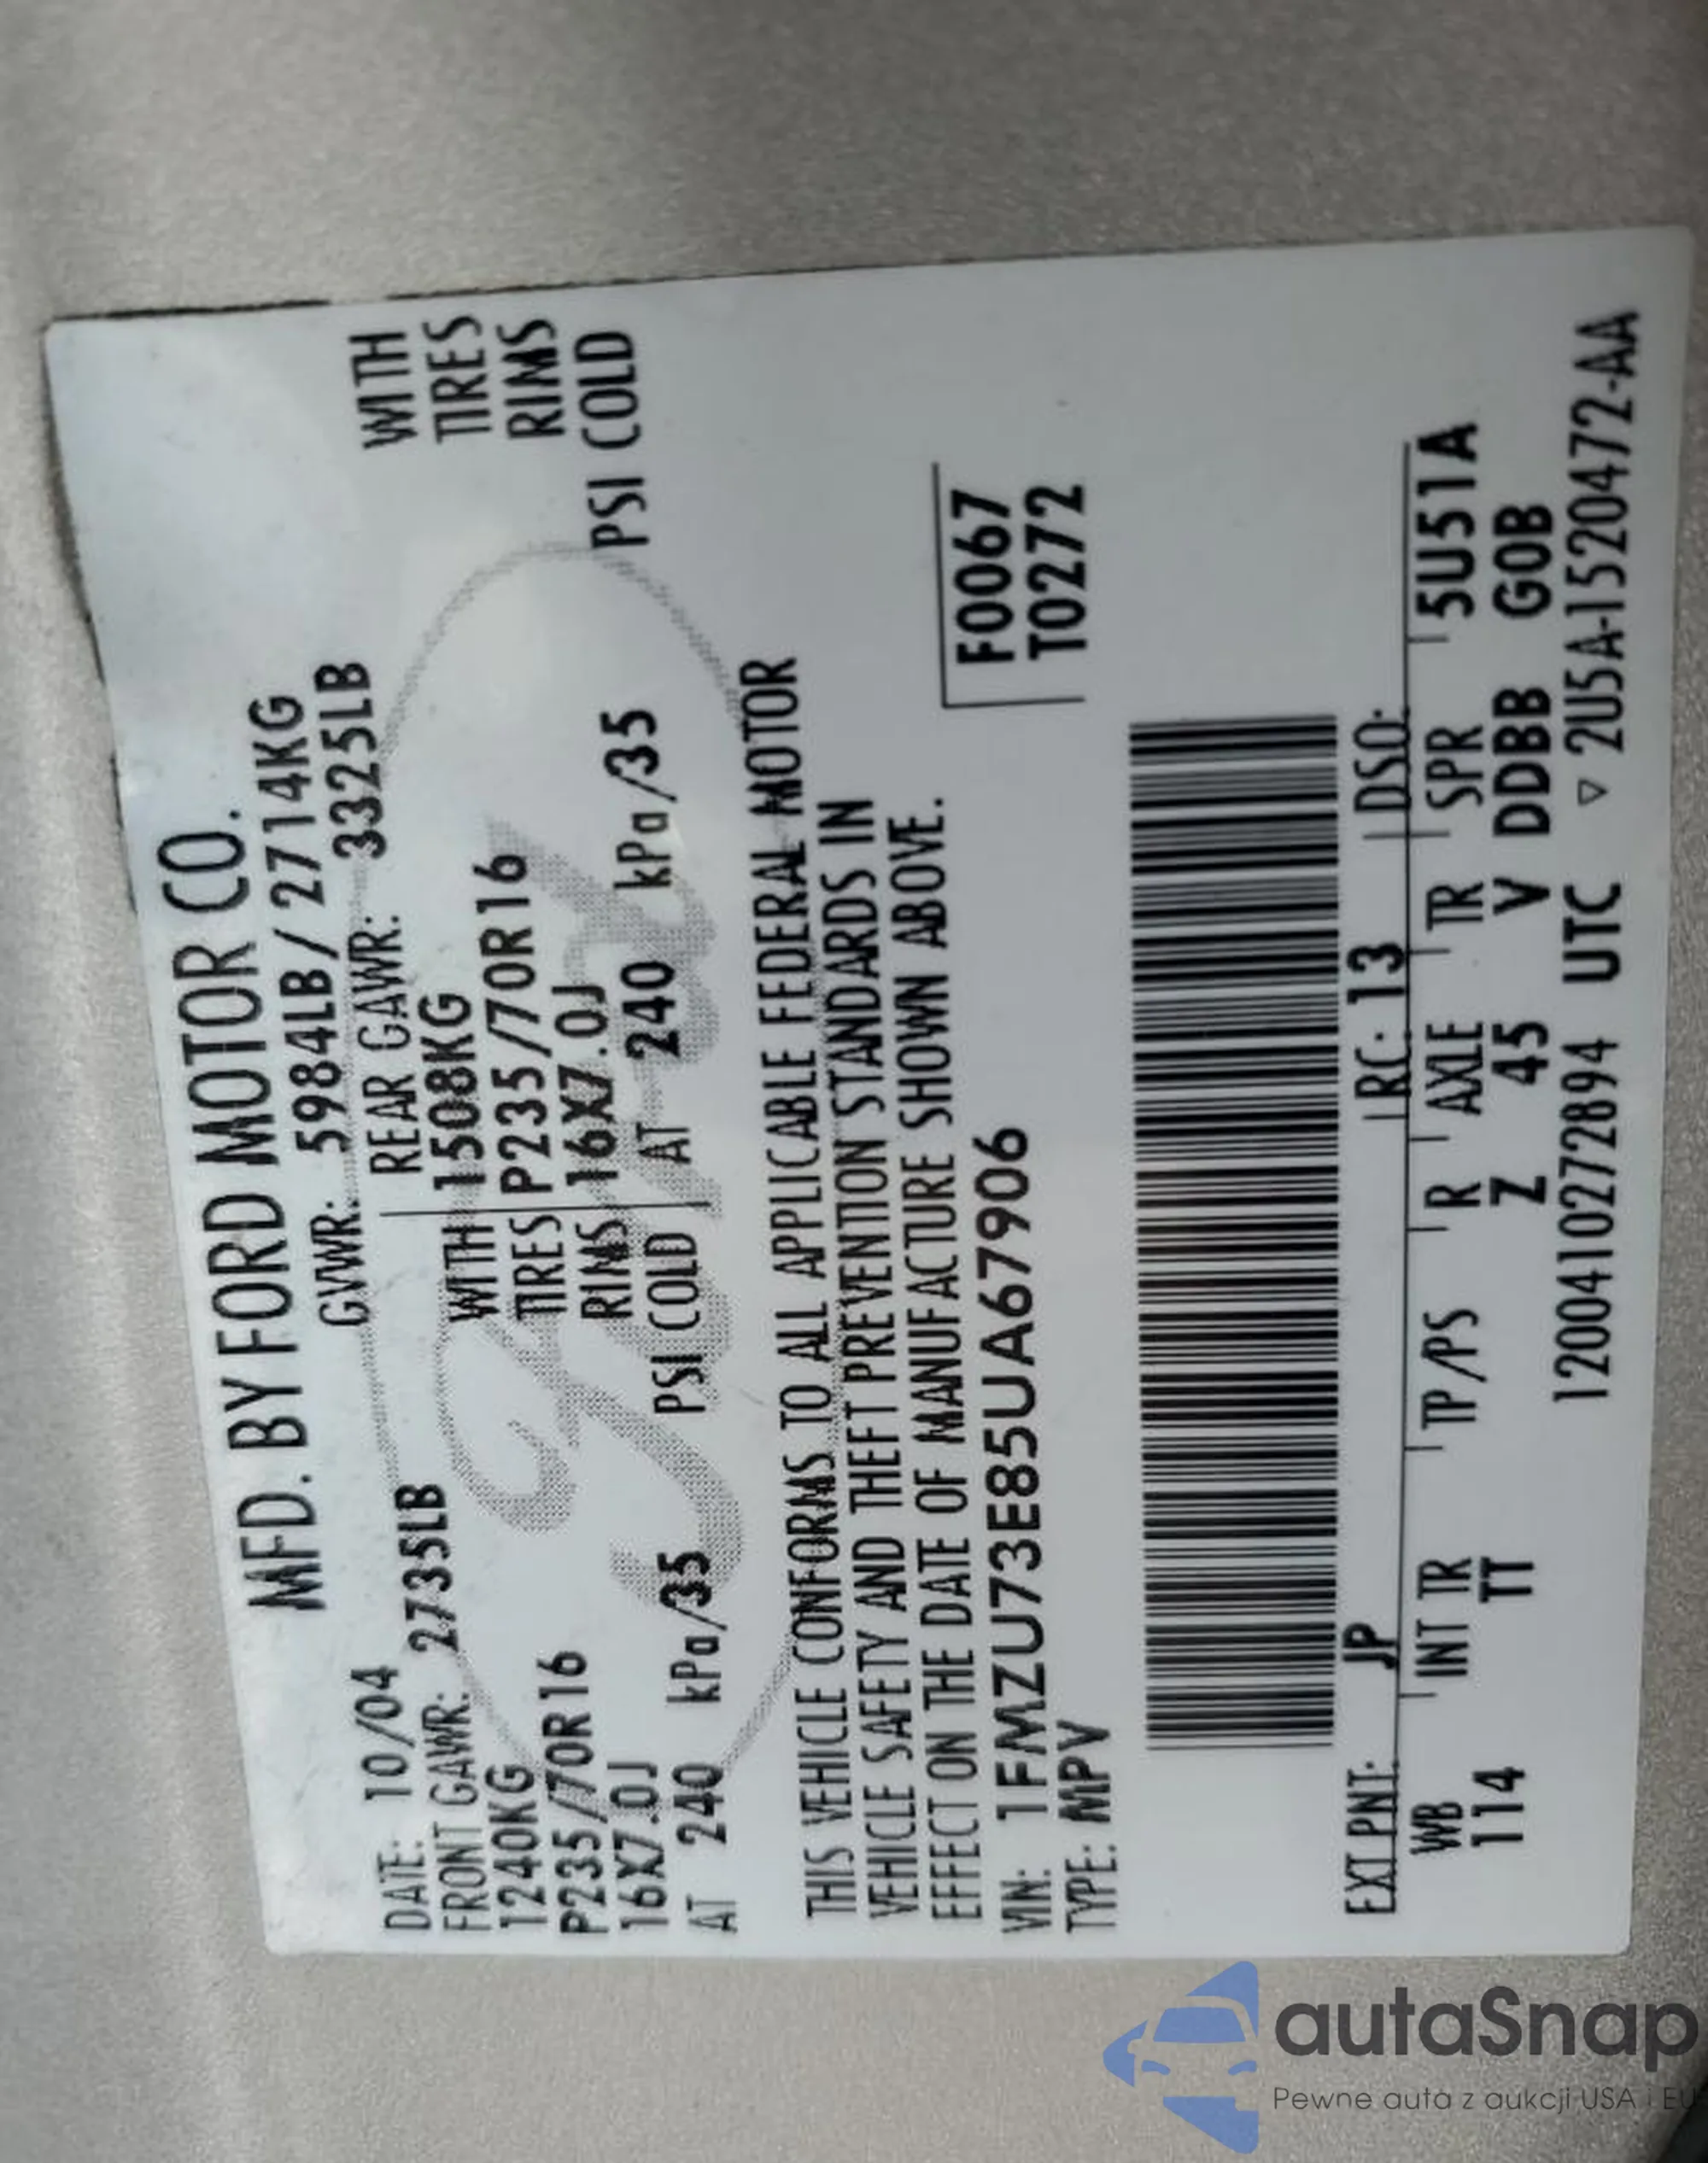 MFD. BY FORD MOTOR CO.
DATE: 10/04 GVWR: 5984LB/2714KG
FRONT GAWR: 2735LB REAR GAWR: 3325LB
1240KG WITH 1508KG WITH
P235/70R16 TIRES P235/70R16 TIRES
16X7.0J RIMS 16X7.0J RIMS
AT 240 kPa/35 PSI COLD AT 240 kPa/35 PSI COLD
THIS VEHICLE CONFORMS TO ALL APPLICABLE FEDERAL MOTOR
VEHICLE SAFETY AND THEFT PREVENTION STANDARDS IN
EFFECT ON THE DATE OF MANUFACTURE SHOWN ABOVE.
VIN: 1FMZU73E85UA67906 F0067
TYPE: MPV T0272
EXT PNT: JP RC: 13 DSO:
WB INT TR TP/PS R AXLE TR SPR 5U51A
114 TT Z 45 V DDBB G0B
1200410272894 UTC ▽ 2U5A-1520472-AA
autaSnap
Pewne auta z aukcji USA i EU